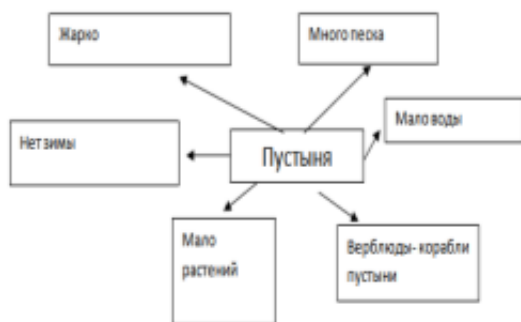 Жарко
Много песка
Мало воды
Нет зимы
Пустыня
Мало
растений
Верблюды- корабли
пустыни